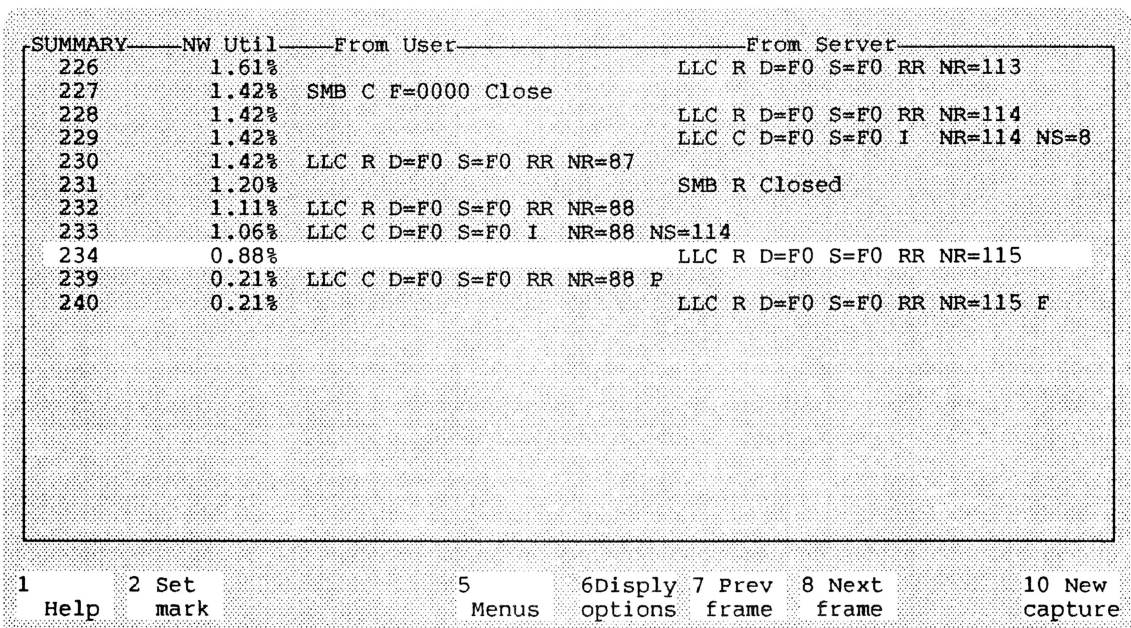 SUMMARY NW Util From User From Server
226 1.61% LLC R D=F0 S=F0 RR NR=113
227 1.42% SMB C F=0000 Close
228 1.42% LLC R D=F0 S=F0 RR NR=114
229 1.42% LLC C D=F0 S=F0 I NR=114 NS=8
230 1.42% LLC R D=F0 S=F0 RR NR=87
231 1.20% SMB R Closed
232 1.11% LLC R D=F0 S=F0 RR NR=88
233 1.06% LLC C D=F0 S=F0 I NR=88 NS=114
234 0.88% LLC R D=F0 S=F0 RR NR=115
239 0.21% LLC C D=F0 S=F0 RR NR=88 P
240 0.21% LLC R D=F0 S=F0 RR NR=115 F
1 2 Set 5 6Disply 7 Prev 8 Next 10 New
Help mark Menus options frame frame capture